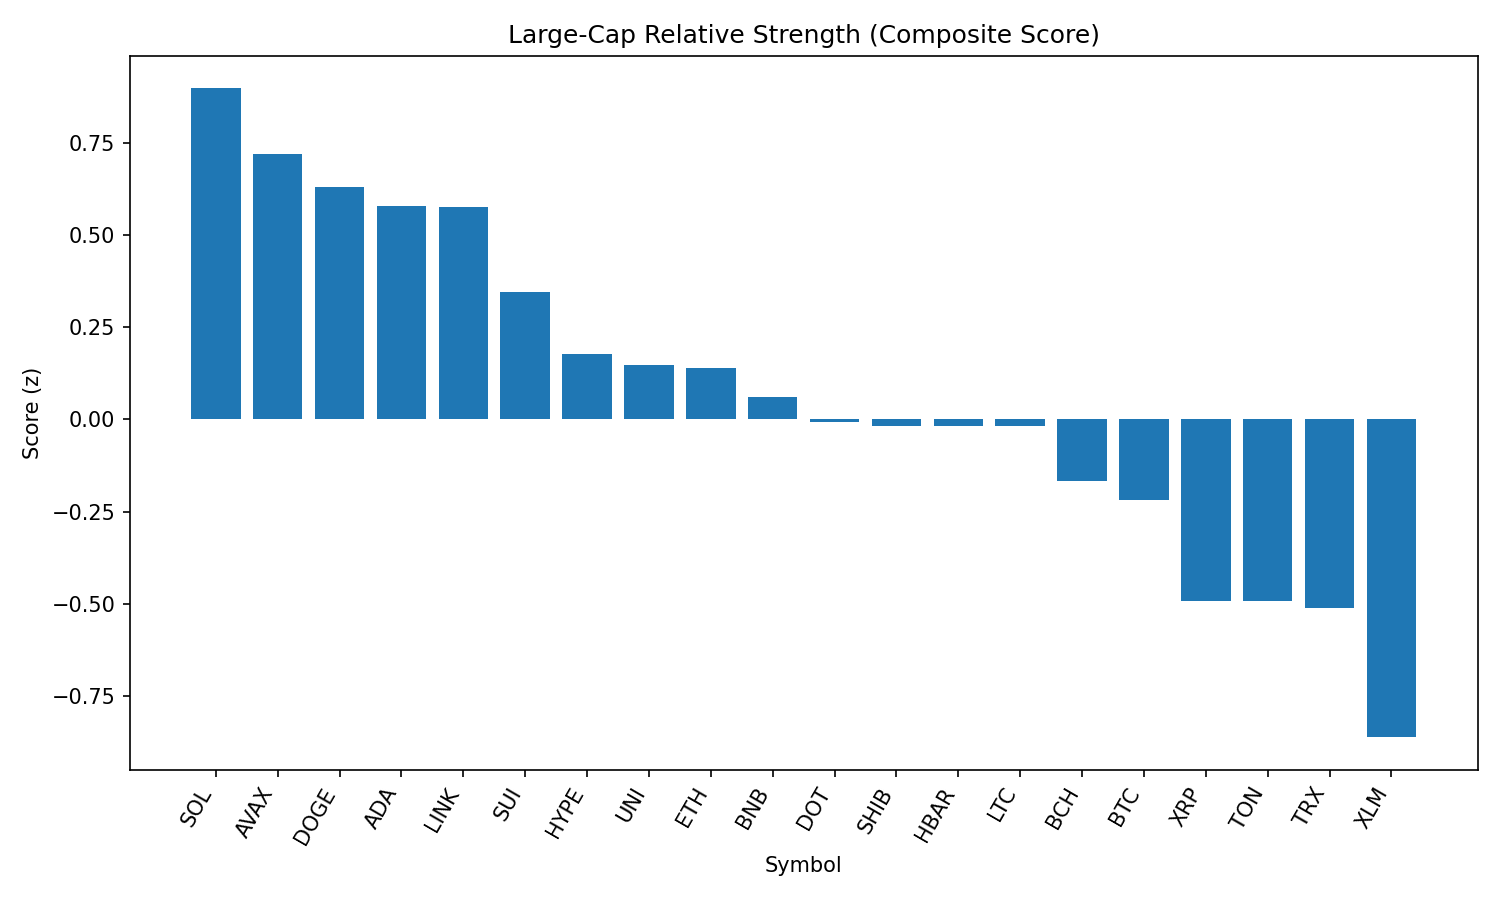 Large-Cap Relative Strength (Composite Score)
Score (z)
0.75
0.50
0.25
0.00
−0.25
−0.50
−0.75
SOL
AVAX
DOGE
ADA
LINK
SUI
HYPE
UNI
ETH
BNB
DOT
SHIB
HBAR
LTC
BCH
BTC
XRP
TON
TRX
XLM
Symbol